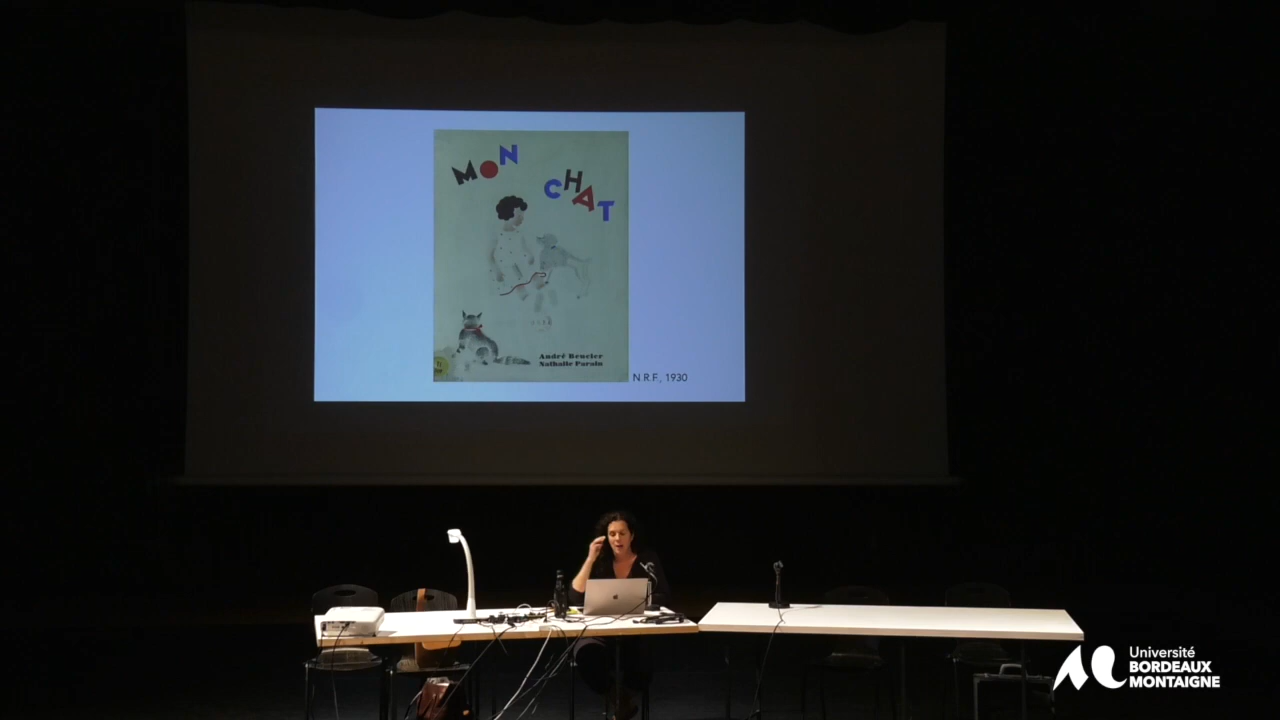 MON
CHAT
André Beucler
Nathalie Parain
N.R.F., 1930
Université
BORDEAUX
MONTAIGNE